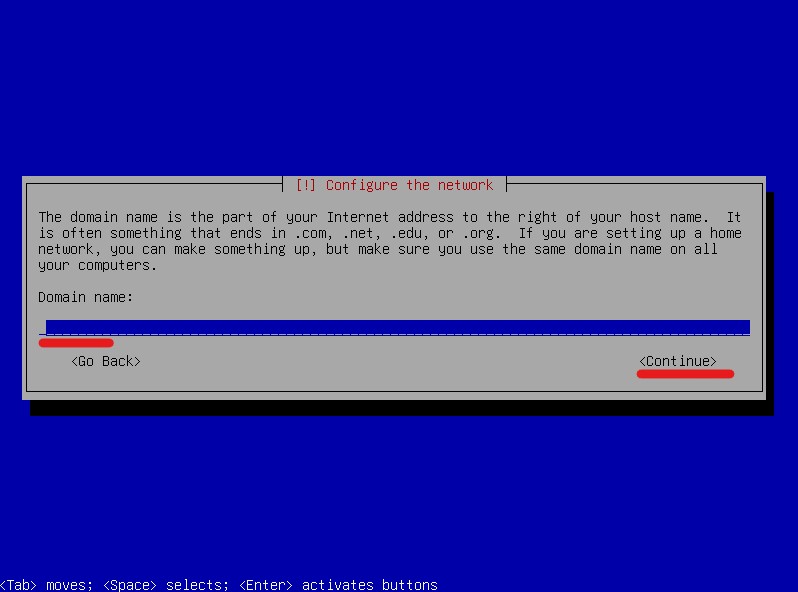 [!] Configure the network
The domain name is the part of your Internet address to the right of your host name.  It
is often something that ends in .com, .net, .edu, or .org.  If you are setting up a home
network, you can make something up, but make sure you use the same domain name on all
your computers.
Domain name:
<Go Back> <Continue>
<Tab> moves; <Space> selects; <Enter> activates buttons